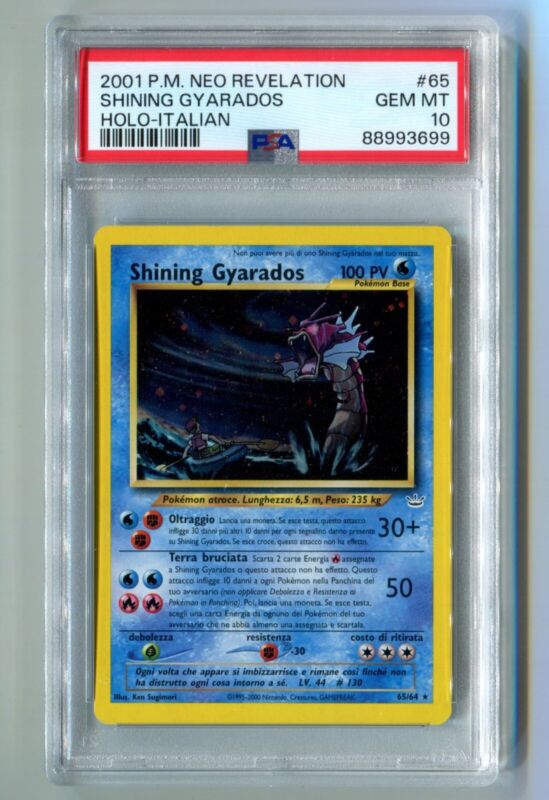 2001 P.M. NEO REVELATION #65
SHINING GYARADOS GEM MT
HOLO-ITALIAN 10
PSA 88993699
Non puoi avere più di uno Shining Gyarados nel tuo mazzo.
Shining Gyarados 100 PV
Pokémon Base
Pokémon atroce. Lunghezza: 6,5 m, Peso: 235 kg
Oltraggio Lancia una moneta. Se esce testa, questo attacco
infligge 30 danni più altri 10 danni per ogni segnalino danno presente
su Shining Gyarados. Se esce croce, questo attacco non ha effetto.
30+
Terra bruciata Scarta 2 carte Energia assegnate
a Shining Gyarados o questo attacco non ha effetto. Questo
attacco infligge 10 danni a ogni Pokémon nella Panchina del
tuo avversario (non applicare Debolezza e Resistenza ai
Pokémon in Panchina). Poi, lancia una moneta. Se esce testa,
scegli una carta Energia da ognuno dei Pokémon del tuo
avversario che ne abbia almeno una assegnata e scartala.
50
debolezza resistenza costo di ritirata
-30
Ogni volta che appare si imbizzarrisce e rimane così finché non
ha distrutto ogni cosa intorno a sé. LV. 44 # 130
Illus. Ken Sugimori ©1995-2000 Nintendo, Creatures, GAMEFREAK. 65/64 ★